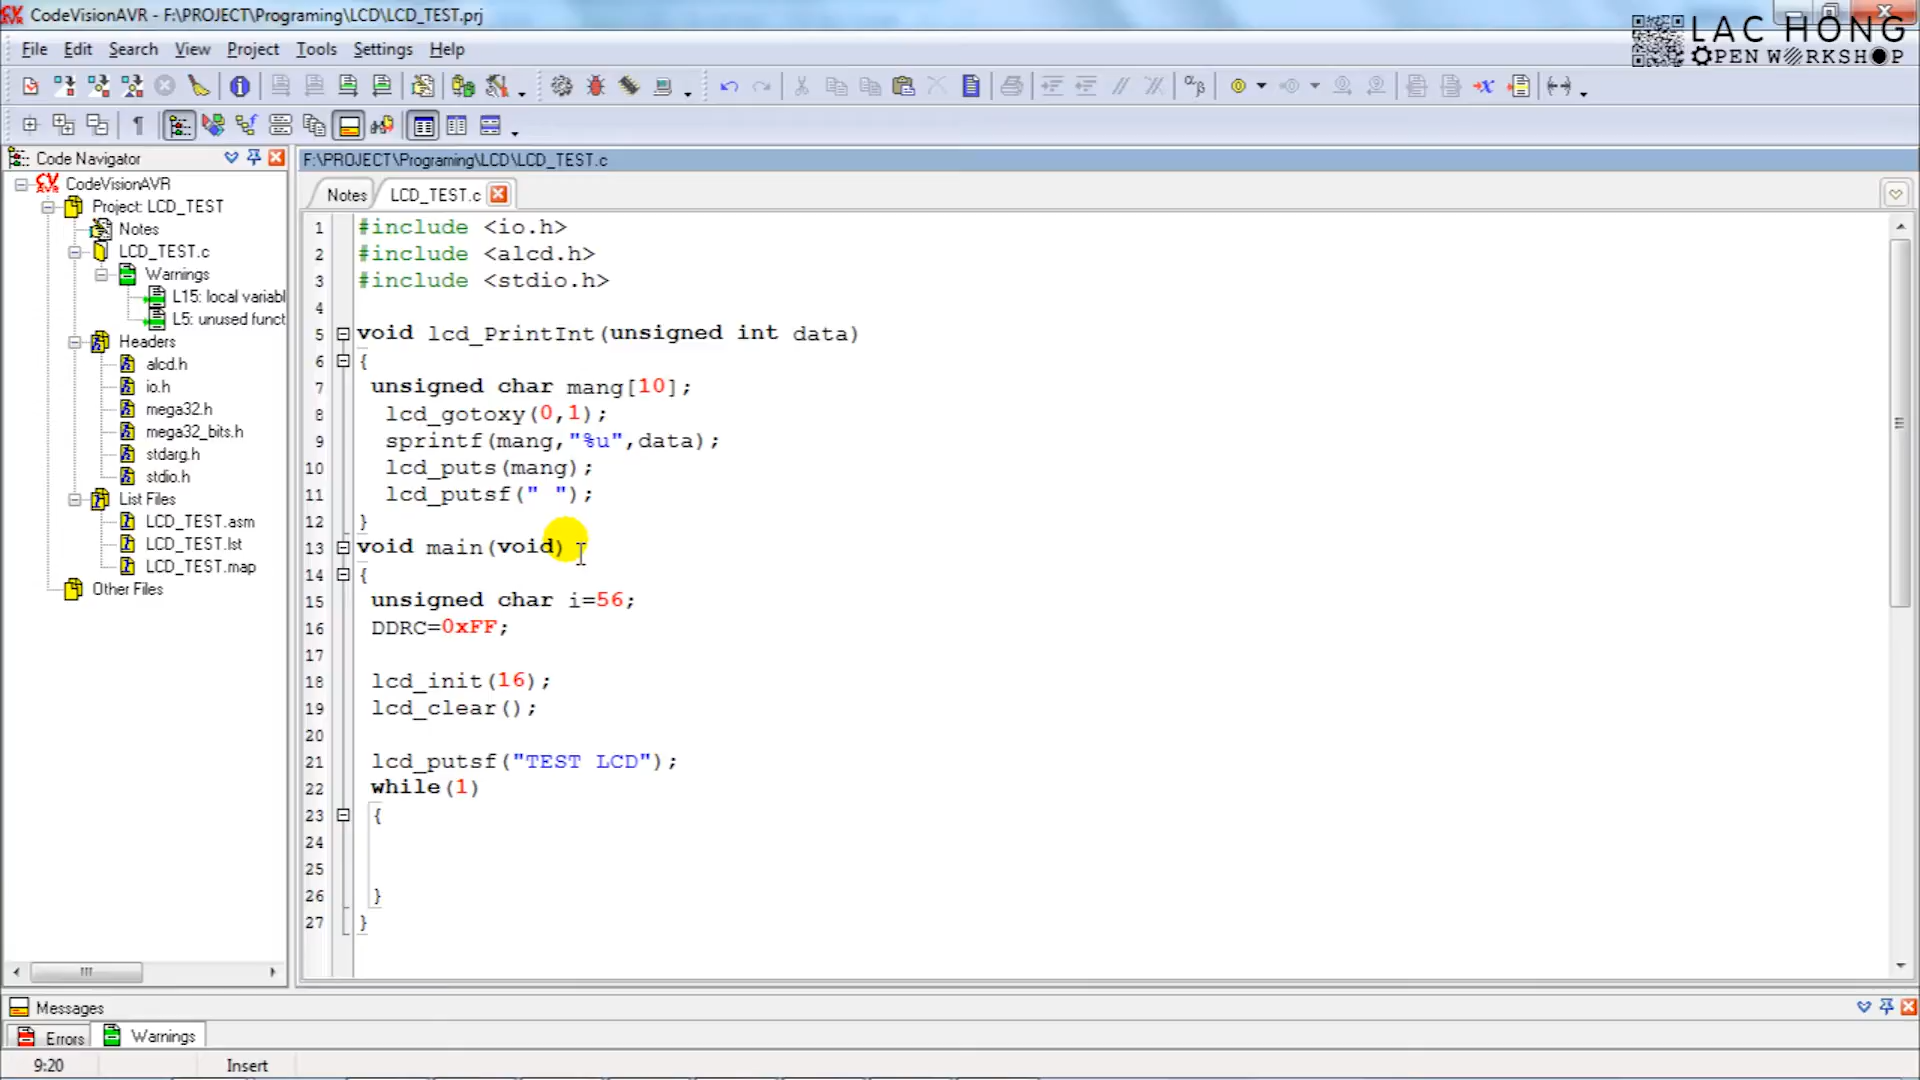 CodeVisionAVR - F:\PROJECT\Programing\LCD\LCD_TEST.prj
LAC HONG
OPEN WORKSHOP
File Edit Search View Project Tools Settings Help
Code Navigator
CodeVisionAVR
Project: LCD_TEST
Notes
LCD_TEST.c
Warnings
L15: local variabl
L5: unused funct
Headers
alcd.h
io.h
mega32.h
mega32_bits.h
stdarg.h
stdio.h
List Files
LCD_TEST.asm
LCD_TEST.lst
LCD_TEST.map
Other Files
F:\PROJECT\Programing\LCD\LCD_TEST.c
Notes LCD_TEST.c
1 #include <io.h>
2 #include <alcd.h>
3 #include <stdio.h>
4
5 void lcd_PrintInt(unsigned int data)
6 {
7 unsigned char mang[10];
8 lcd_gotoxy(0,1);
9 sprintf(mang,"%u",data);
10 lcd_puts(mang);
11 lcd_putsf(" ");
12 }
13 void main(void)
14 {
15 unsigned char i=56;
16 DDRC=0xFF;
17
18 lcd_init(16);
19 lcd_clear();
20
21 lcd_putsf("TEST LCD");
22 while(1)
23 {
24
25
26 }
27 }
Messages
Errors Warnings
9:20 Insert